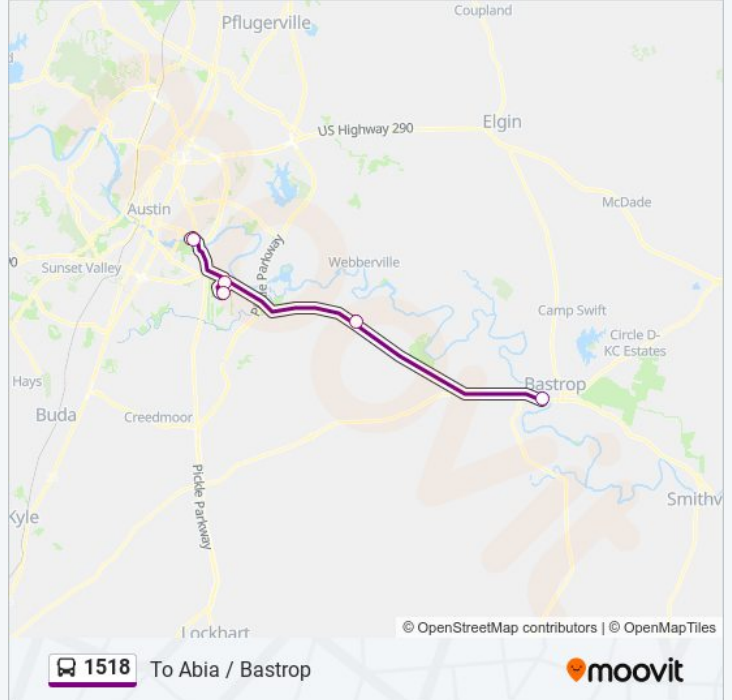 Coupland
Pflugerville
US Highway 290
Elgin
McDade
Austin
Sunset Valley
Pickle Parkway
Webberville
Camp Swift
Circle D-
KC Estates
Hays
Bastrop
Buda
Creedmoor
Pickle Parkway
Smithv
Kyle
Lockhart
© OpenStreetMap contributors | © OpenMapTiles
1518 To Abia / Bastrop
moovit